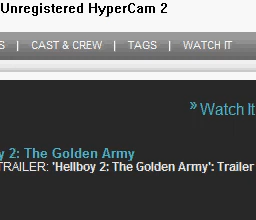 Unregistered HyperCam 2
S | CAST & CREW | TAGS | WATCH IT
» Watch It
y 2: The Golden Army
TRAILER: 'Hellboy 2: The Golden Army': Trailer